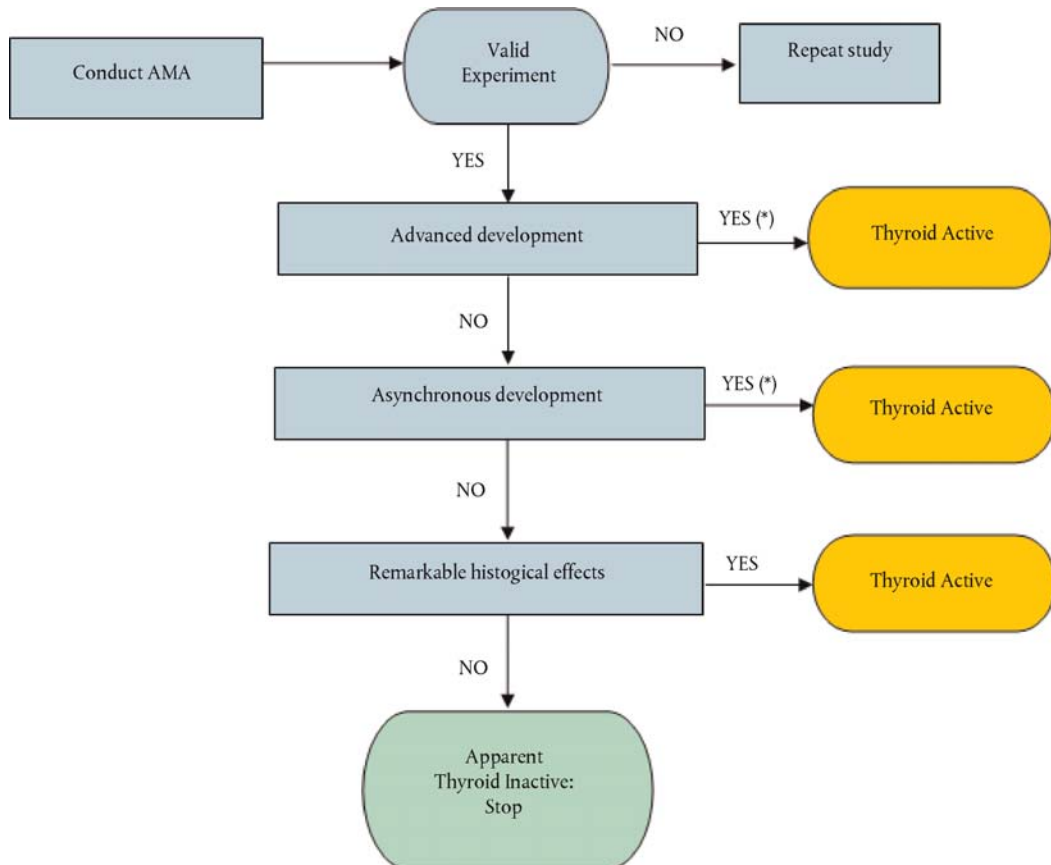 Conduct AMA
Valid
Experiment
NO
Repeat study
YES
Advanced development
YES (*)
Thyroid Active
NO
Asynchronous development
YES (*)
Thyroid Active
NO
Remarkable histogical effects
YES
Thyroid Active
NO
Apparent
Thyroid Inactive:
Stop